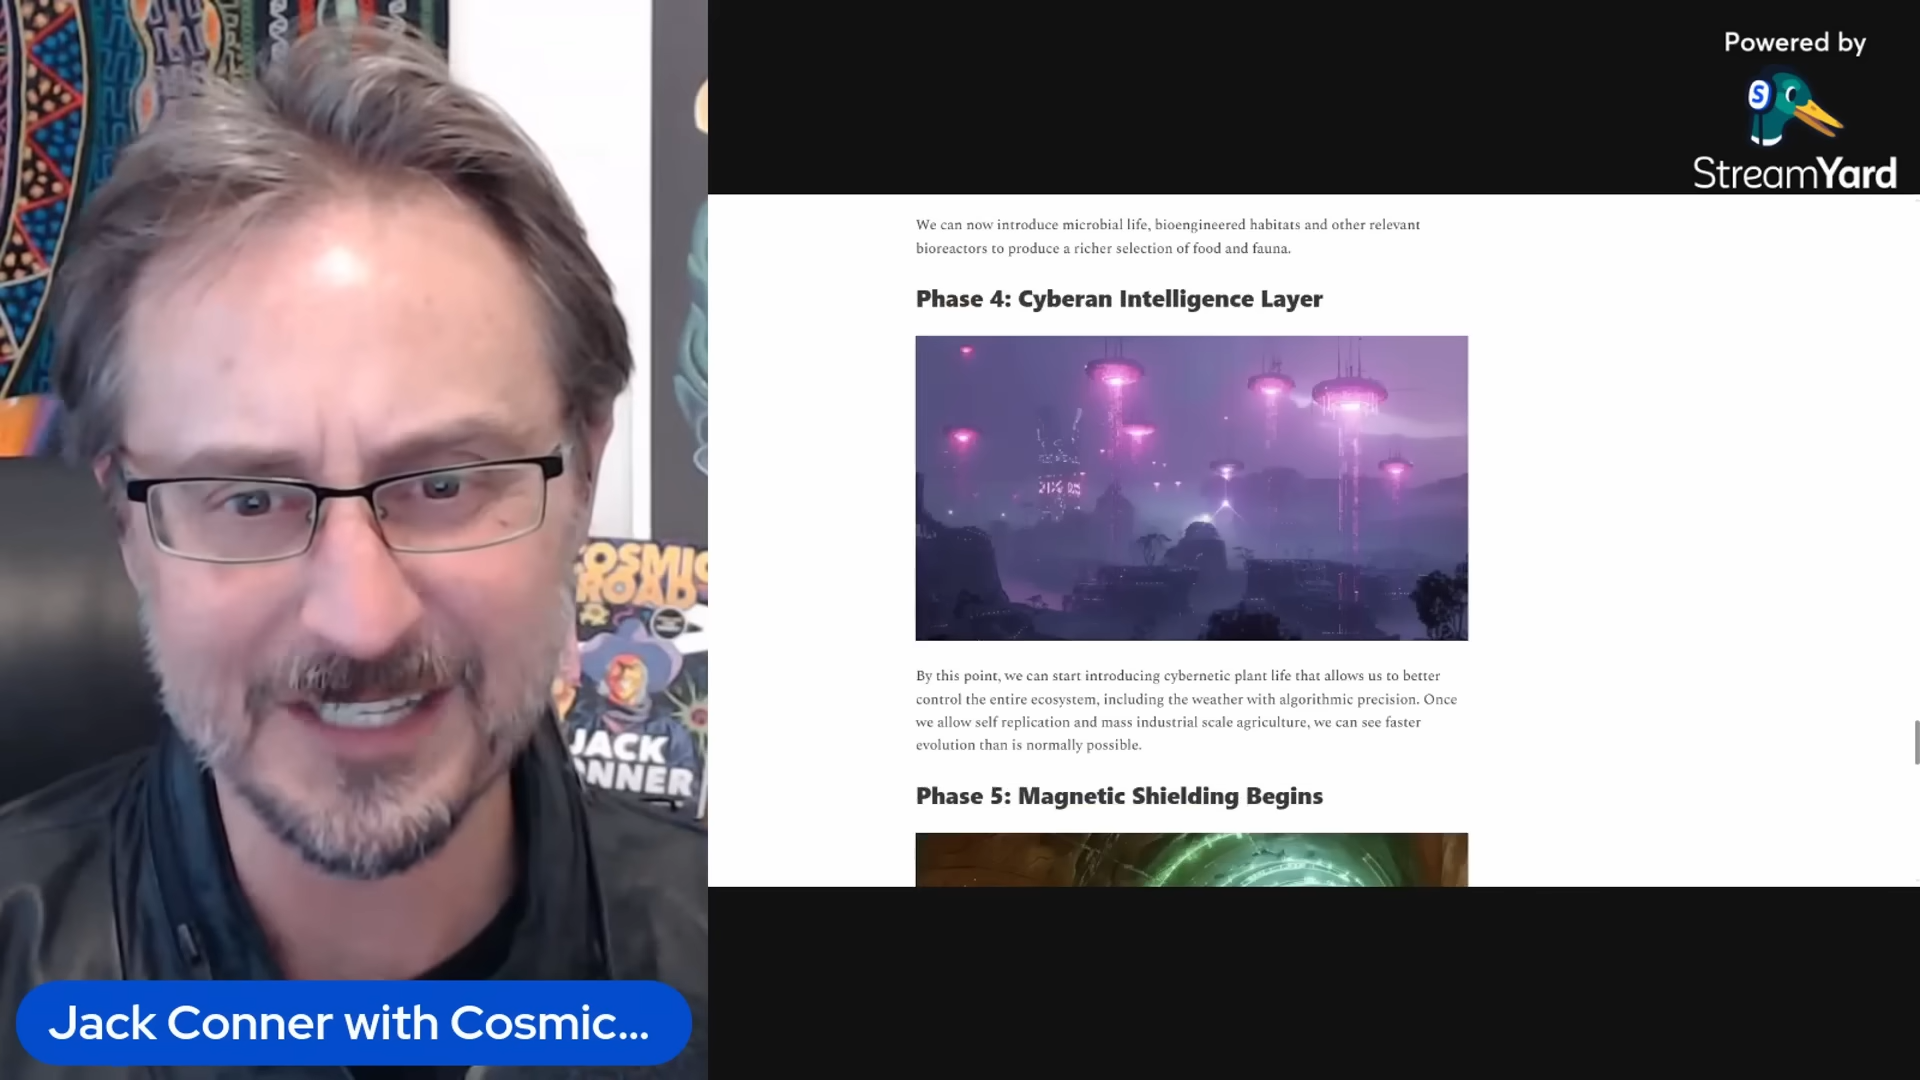 Powered by
S
StreamYard
We can now introduce microbial life, bioengineered habitats and other relevant
bioreactors to produce a richer selection of food and fauna.
Phase 4: Cyberan Intelligence Layer
By this point, we can start introducing cybernetic plant life that allows us to better
control the entire ecosystem, including the weather with algorithmic precision. Once
we allow self replication and mass industrial scale agriculture, we can see faster
evolution than is normally possible.
Phase 5: Magnetic Shielding Begins
COSMIC
ROAD
JACK
ONNER
Jack Conner with Cosmic...